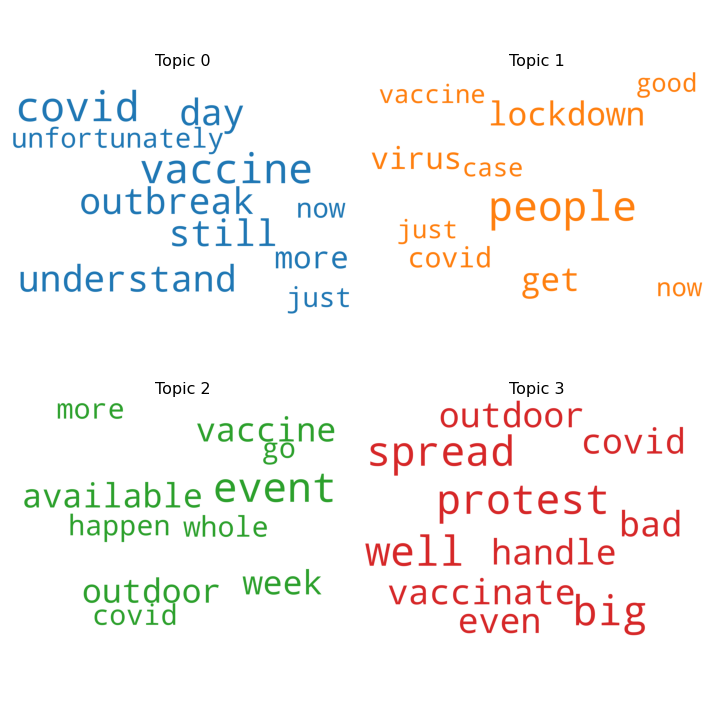 Topic 0
covid day
unfortunately
vaccine
outbreak now
still
more
understand
just
Topic 1
good
vaccine
lockdown
virus case
people
just
covid
get
now
Topic 2
more
vaccine
go
available event
happen whole
outdoor week
covid
Topic 3
outdoor
spread covid
protest
bad
well handle
vaccinate
even big